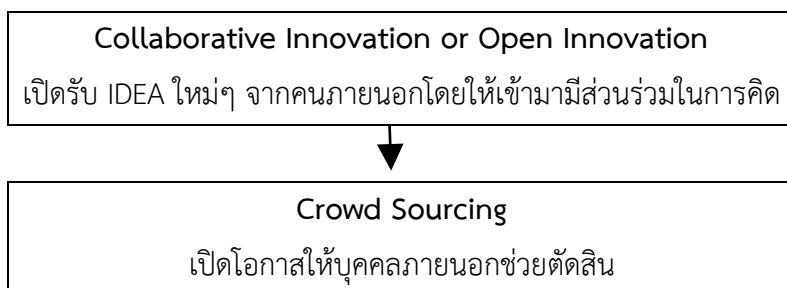 Collaborative Innovation or Open Innovation
เปิดรับ IDEA ใหม่ๆ จากคนภายนอกโดยให้เข้ามามีส่วนร่วมในการคิด
Crowd Sourcing
เปิดโอกาสให้บุคคลภายนอกช่วยตัดสิน